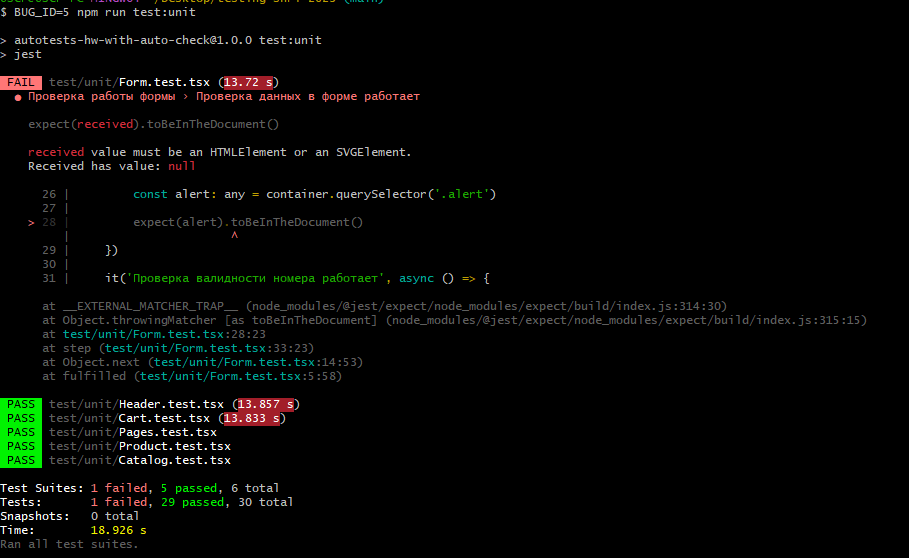 $ BUG_ID=5 npm run test:unit
> autotests-hw-with-auto-check@1.0.0 test:unit
> jest
FAIL test/unit/Form.test.tsx (13.72 s)
● Проверка работы формы › Проверка данных в форме работает
expect(received).toBeInTheDocument()
received value must be an HTMLElement or an SVGElement.
Received has value: null
26 | const alert: any = container.querySelector('.alert')
27 |
> 28 | expect(alert).toBeInTheDocument()
| ^
29 | })
30 |
31 | it('Проверка валидности номера работает', async () => {
at __EXTERNAL_MATCHER_TRAP__ (node_modules/@jest/expect/node_modules/expect/build/index.js:314:30)
at Object.throwingMatcher [as toBeInTheDocument] (node_modules/@jest/expect/node_modules/expect/build/index.js:315:15)
at test/unit/Form.test.tsx:28:23
at step (test/unit/Form.test.tsx:33:23)
at Object.next (test/unit/Form.test.tsx:14:53)
at fulfilled (test/unit/Form.test.tsx:5:58)
PASS test/unit/Header.test.tsx (13.857 s)
PASS test/unit/Cart.test.tsx (13.833 s)
PASS test/unit/Pages.test.tsx
PASS test/unit/Product.test.tsx
PASS test/unit/Catalog.test.tsx
Test Suites: 1 failed, 5 passed, 6 total
Tests: 1 failed, 29 passed, 30 total
Snapshots: 0 total
Time: 18.926 s
Ran all test suites.